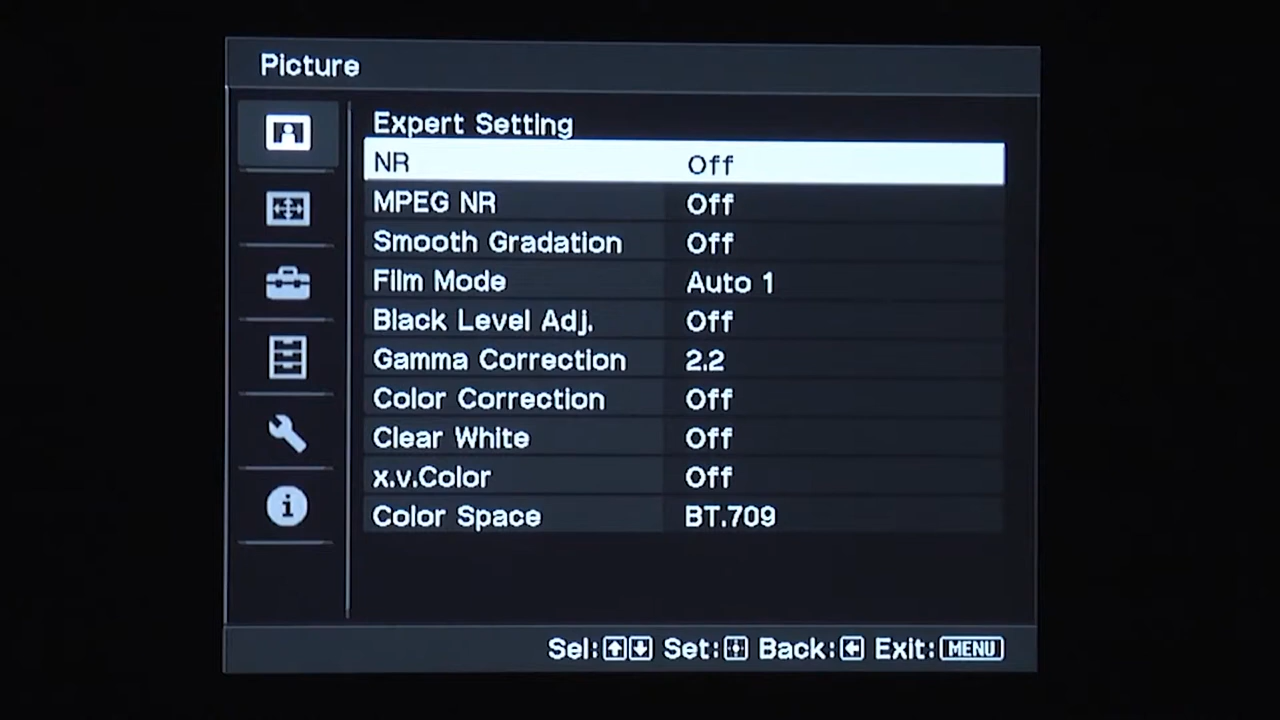 Picture
Expert Setting
NR Off
MPEG NR Off
Smooth Gradation Off
Film Mode Auto 1
Black Level Adj. Off
Gamma Correction 2.2
Color Correction Off
Clear White Off
x.v.Color Off
Color Space BT.709
Sel: Set: Back: Exit: MENU